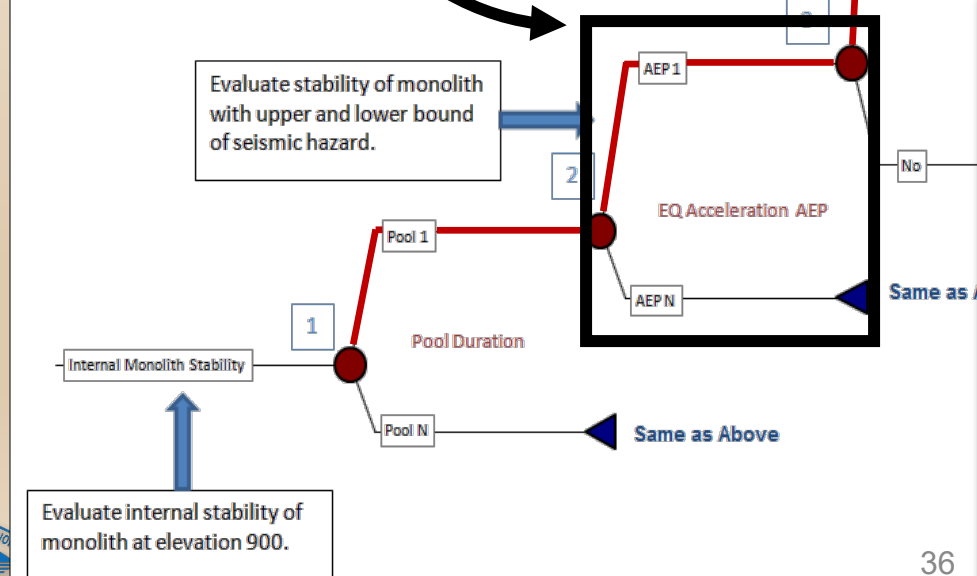 AEP 1
Evaluate stability of monolith
with upper and lower bound
of seismic hazard.
2
No
EQ Acceleration AEP
Pool 1
AEP N
Same as
1
Pool Duration
Internal Monolith Stability
Pool N
Same as Above
Evaluate internal stability of
monolith at elevation 900.
36